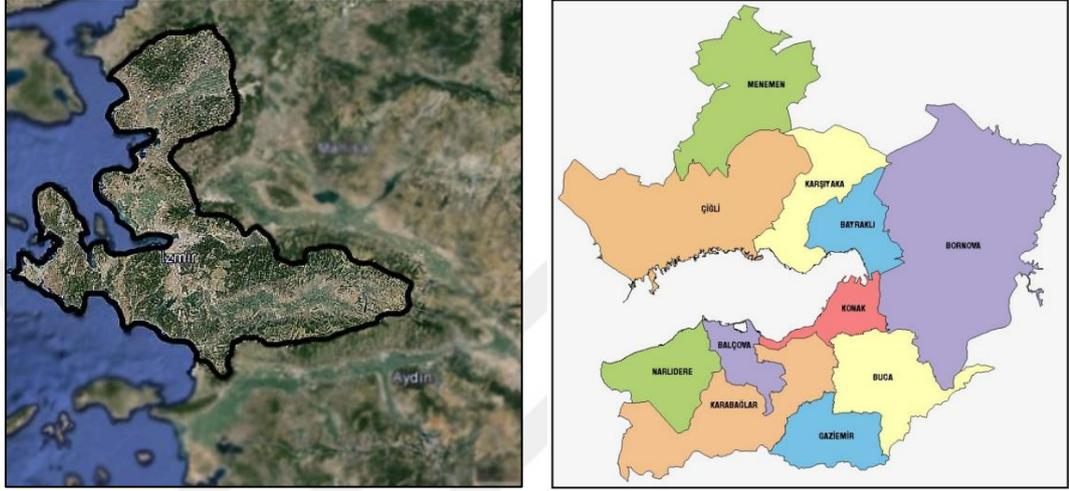 Manisa
İzmir
Aydın
MENEMEN
KARŞIYAKA
ÇİĞLİ
BAYRAKLI
BORNOVA
KONAK
BALÇOVA
NARLIDERE
BUCA
KARABAĞLAR
GAZİEMİR